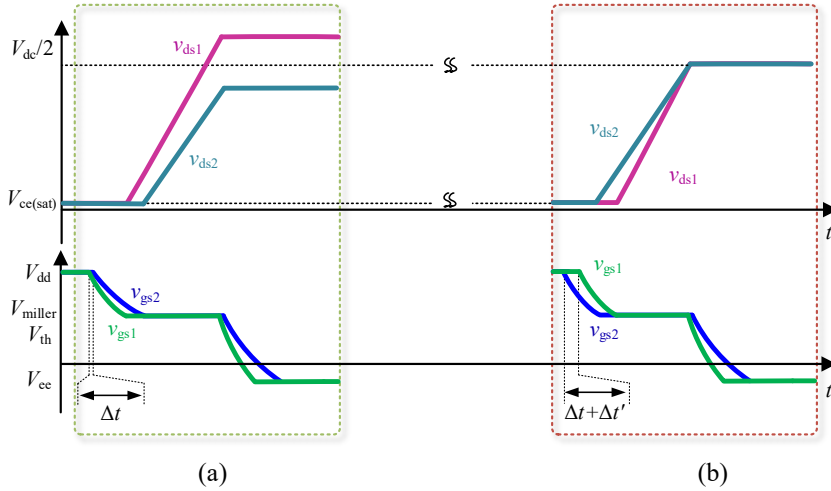 V_dc/2
v_ds1
v_ds2
V_ce(sat)
v_ds2
v_ds1
t
V_dd
V_miller
V_th
V_ee
v_gs2
v_gs1
Δt
v_gs1
v_gs2
Δt+Δt′
t
(a)
(b)